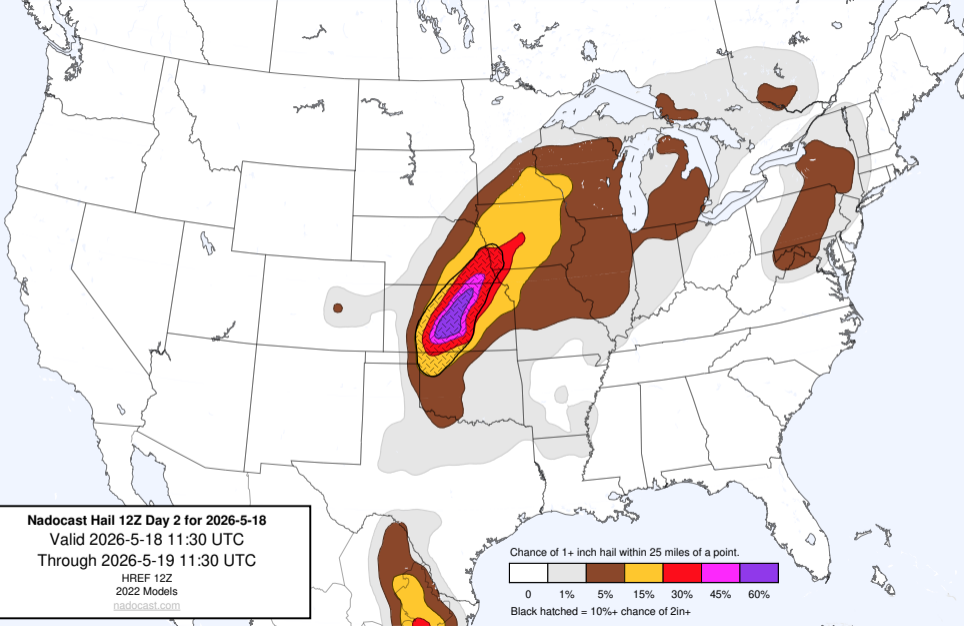 Nadocast Hail 12Z Day 2 for 2026-5-18
Valid 2026-5-18 11:30 UTC
Through 2026-5-19 11:30 UTC
HREF 12Z
2022 Models
nadocast.com
Chance of 1+ inch hail within 25 miles of a point.
0 1% 5% 15% 30% 45% 60%
Black hatched = 10%+ chance of 2in+